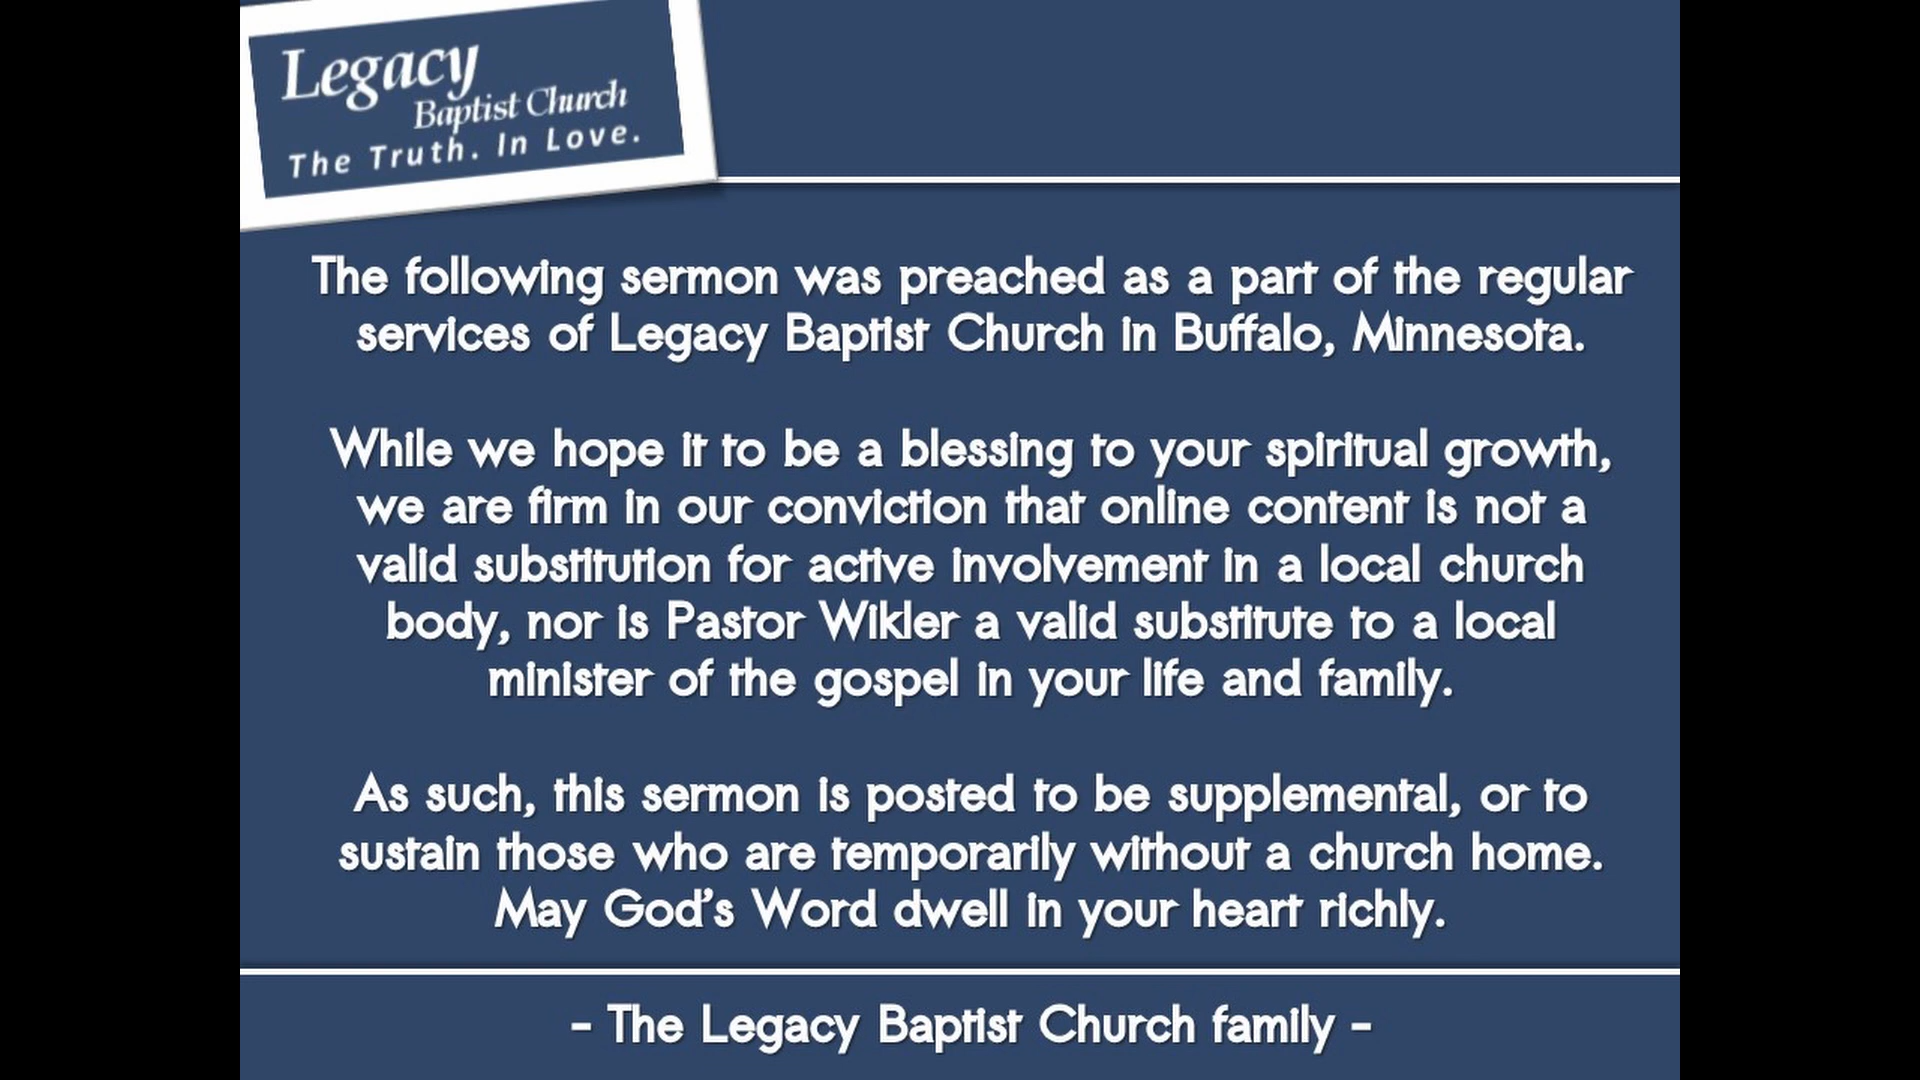 Legacy
Baptist Church
The Truth. In Love.
The following sermon was preached as a part of the regular
services of Legacy Baptist Church in Buffalo, Minnesota.
While we hope it to be a blessing to your spiritual growth,
we are firm in our conviction that online content is not a
valid substitution for active involvement in a local church
body, nor is Pastor Wikler a valid substitute to a local
minister of the gospel in your life and family.
As such, this sermon is posted to be supplemental, or to
sustain those who are temporarily without a church home.
May God's Word dwell in your heart richly.
- The Legacy Baptist Church family -